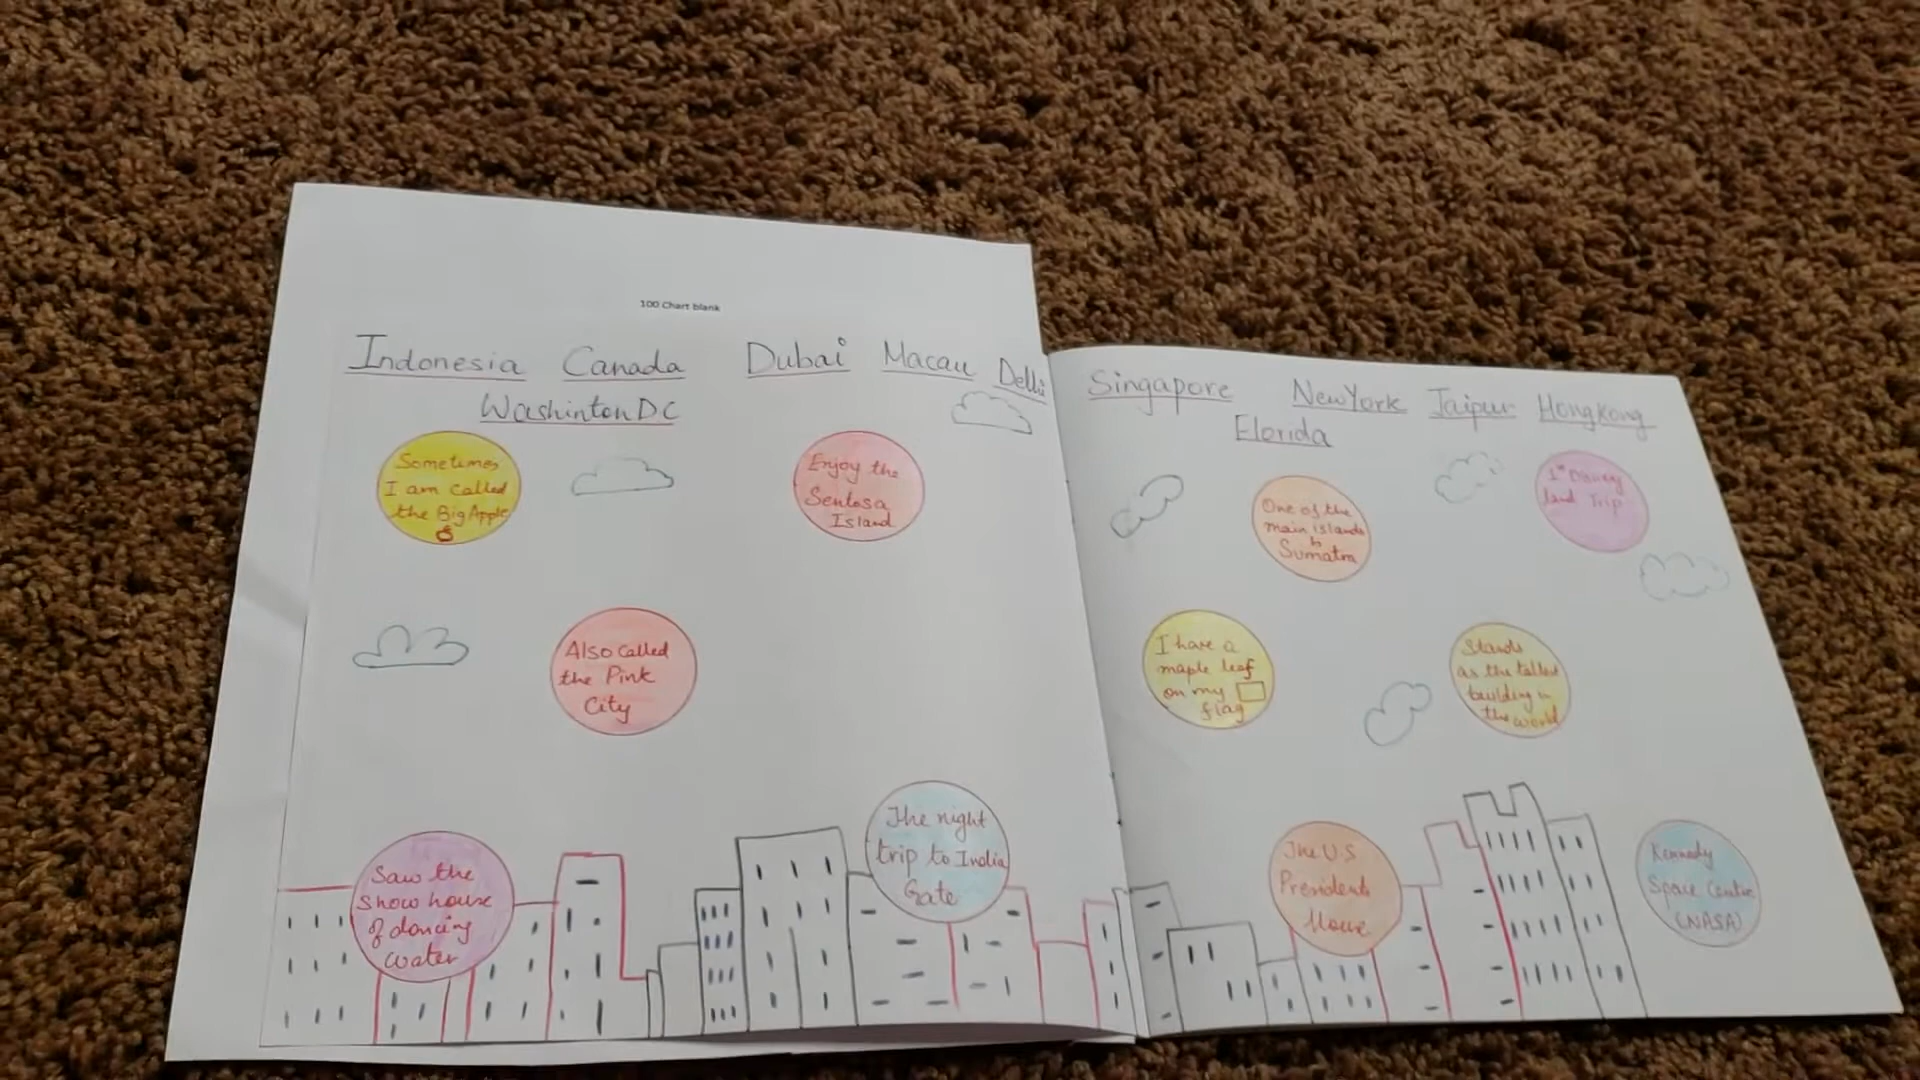 100 Chart blank
Indonesia Canada Dubai Macau Delhi
Washinton DC
Sometimes
I am called
the Big Apple
Enjoy the
Sentosa
Island
Also called
the Pink
City
Saw the
show house
of dancing
water
The night
trip to India
Gate
Singapore NewYork Jaipur Hongkong
Florida
One of the
main islands
is
Sumatra
1st Disney
land Trip
I have a
maple leaf
on my
flag
Stands
as the tallest
building in
the world
The U.S
Presidents
House
Kennedy
Space Centre
(NASA)